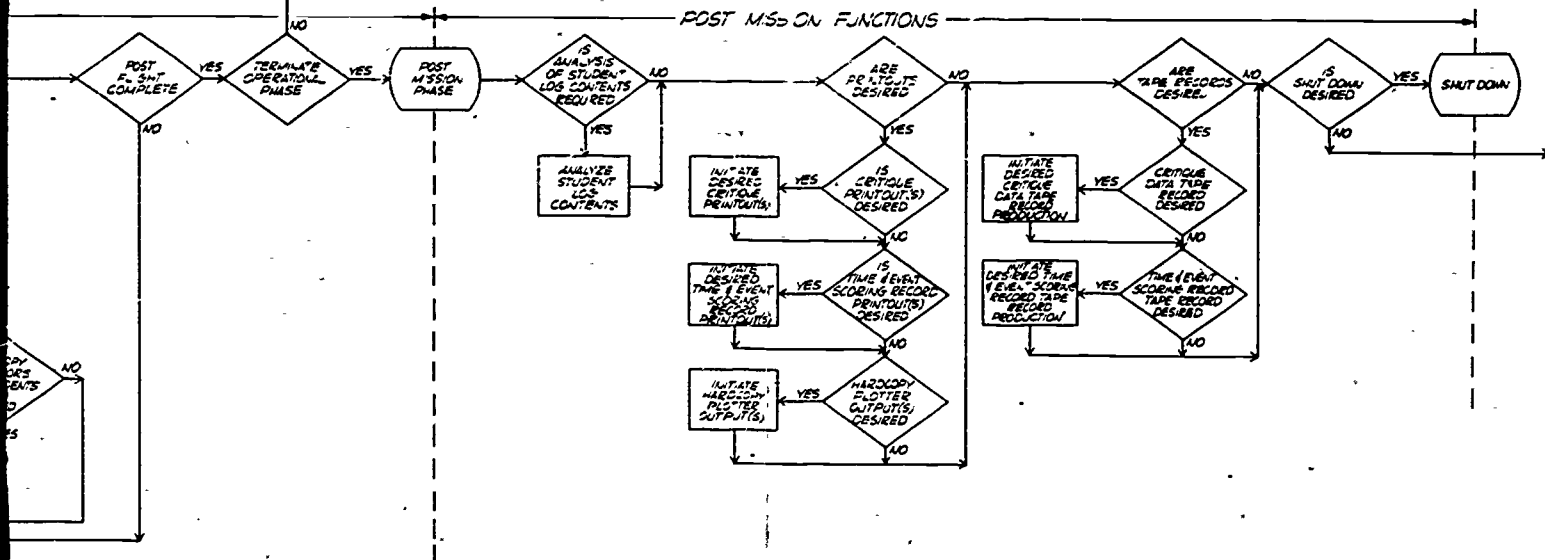 POST MISSION FUNCTIONS
NO
POST
FLIGHT
COMPLETE
YES
NO
TERMINATE
OPERATIONAL
PHASE
YES
POST
MISSION
PHASE
IS
ANALYSIS
OF STUDENT
LOG CONTENTS
REQUIRED
NO
YES
ANALYZE
STUDENT
LOG
CONTENTS
ARE
PRINTOUTS
DESIRED
NO
YES
IS
CRITIQUE
PRINTOUT(S)
DESIRED
YES
NO
INITIATE
DESIRED
CRITIQUE
PRINTOUT(S)
IS
TIME & EVENT
SCORING RECORD
PRINTOUT(S)
DESIRED
YES
NO
INITIATE
DESIRED
TIME & EVENT
SCORING
RECORD
PRINTOUT(S)
HARDCOPY
PLOTTER
OUTPUT(S)
DESIRED
YES
NO
INITIATE
HARDCOPY
PLOTTER
OUTPUT(S)
ARE
TAPE RECORDS
DESIRED
NO
YES
CRITIQUE
DATA TAPE
RECORD
DESIRED
YES
NO
INITIATE
DESIRED
CRITIQUE
DATA TAPE
RECORD
PRODUCTION
TIME & EVENT
SCORING RECORD
TAPE RECORD
DESIRED
YES
NO
INITIATE
DESIRED TIME
& EVENT SCORING
RECORD TAPE
RECORD
PRODUCTION
IS
SHUT DOWN
DESIRED
YES
NO
SHUT DOWN
NO